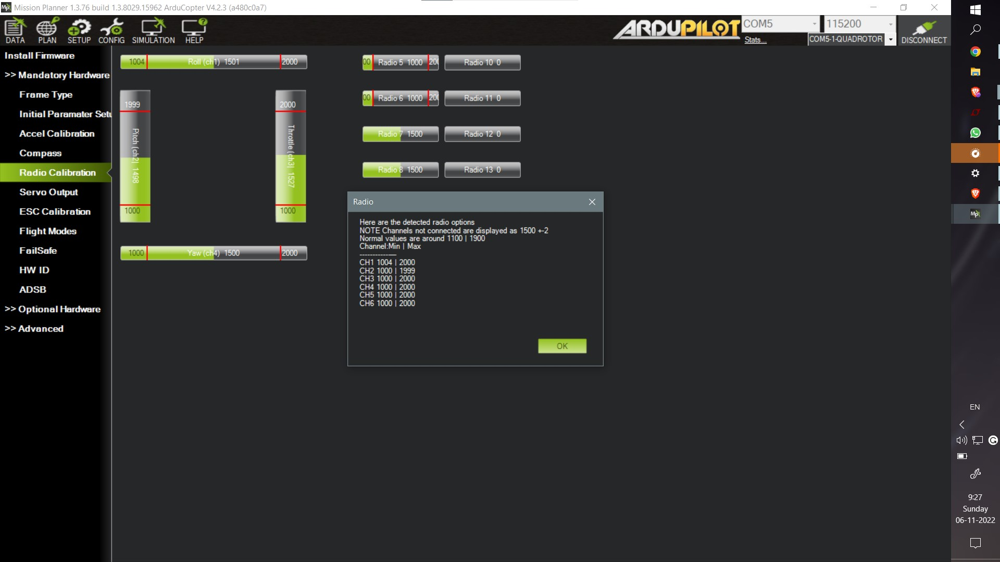 Mission Planner 1.3.76 build 1.3.8029.15962 ArduCopter V4.2.3 (a480c0a7)
DATA PLAN SETUP CONFIG SIMULATION HELP
ARDUPILOT
COM5 115200
Stats... COM5-1-QUADROTOR
DISCONNECT
Install Firmware
>> Mandatory Hardware
Frame Type
Initial Paramater Setu
Accel Calibration
Compass
Radio Calibration
Servo Output
ESC Calibration
Flight Modes
FailSafe
HW ID
ADSB
>> Optional Hardware
>> Advanced
1004 Roll (ch1) 1501 2000
1999
Pitch (ch2) 1498
1000
2000
Throttle (ch3) 1527
1000
1000 Yaw (ch4) 1500 2000
00 Radio 5 1000 200
Radio 10 0
00 Radio 6 1000 200
Radio 11 0
Radio 7 1500
Radio 12 0
Radio 8 1500
Radio 13 0
Radio
Here are the detected radio options
NOTE Channels not connected are displayed as 1500 +-2
Normal values are around 1100 | 1900
Channel:Min | Max
---------------
CH1 1004 | 2000
CH2 1000 | 1999
CH3 1000 | 2000
CH4 1000 | 2000
CH5 1000 | 2000
CH6 1000 | 2000
OK
EN
9:27
Sunday
06-11-2022